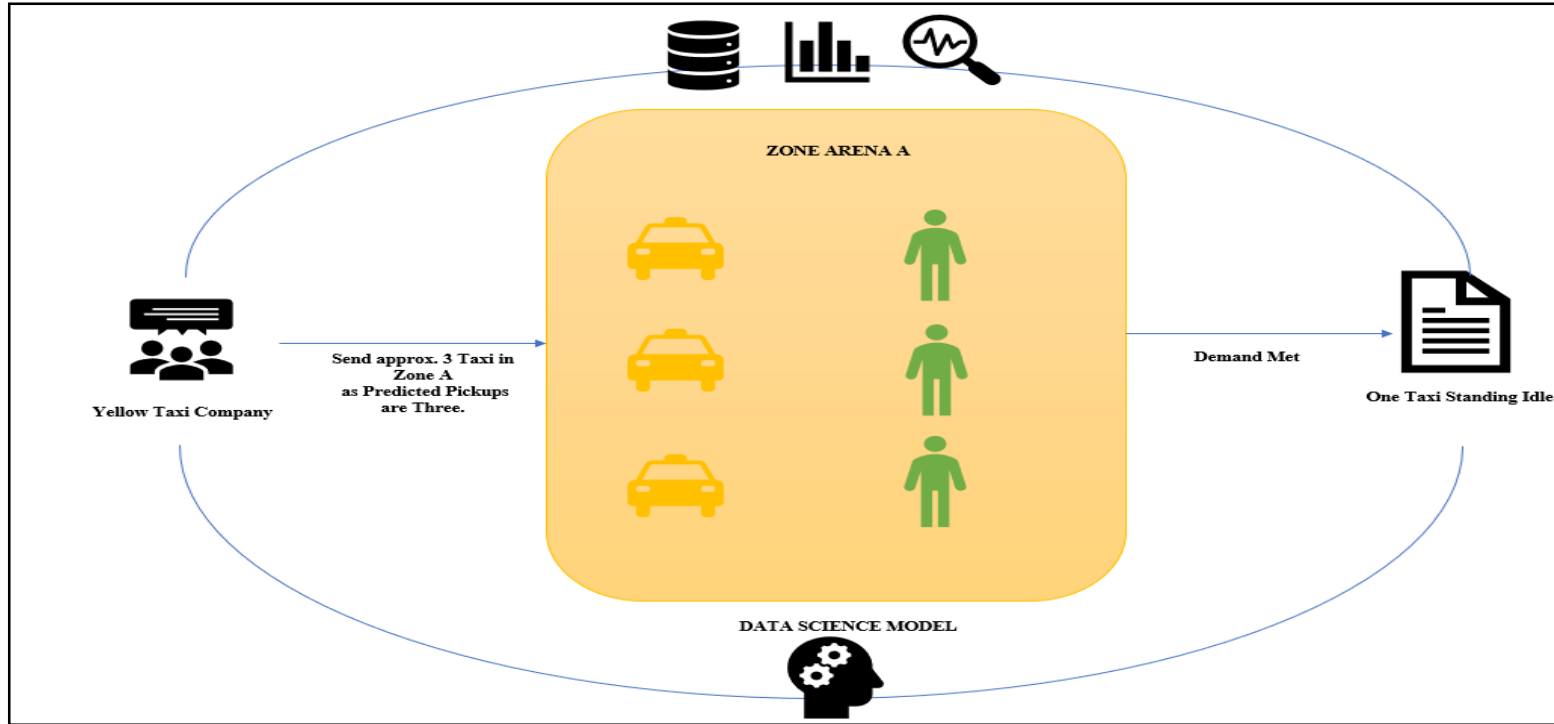 ZONE ARENA A
Send approx. 3 Taxi in
Zone A
as Predicted Pickups
are Three.
Yellow Taxi Company
Demand Met
One Taxi Standing Idle
DATA SCIENCE MODEL